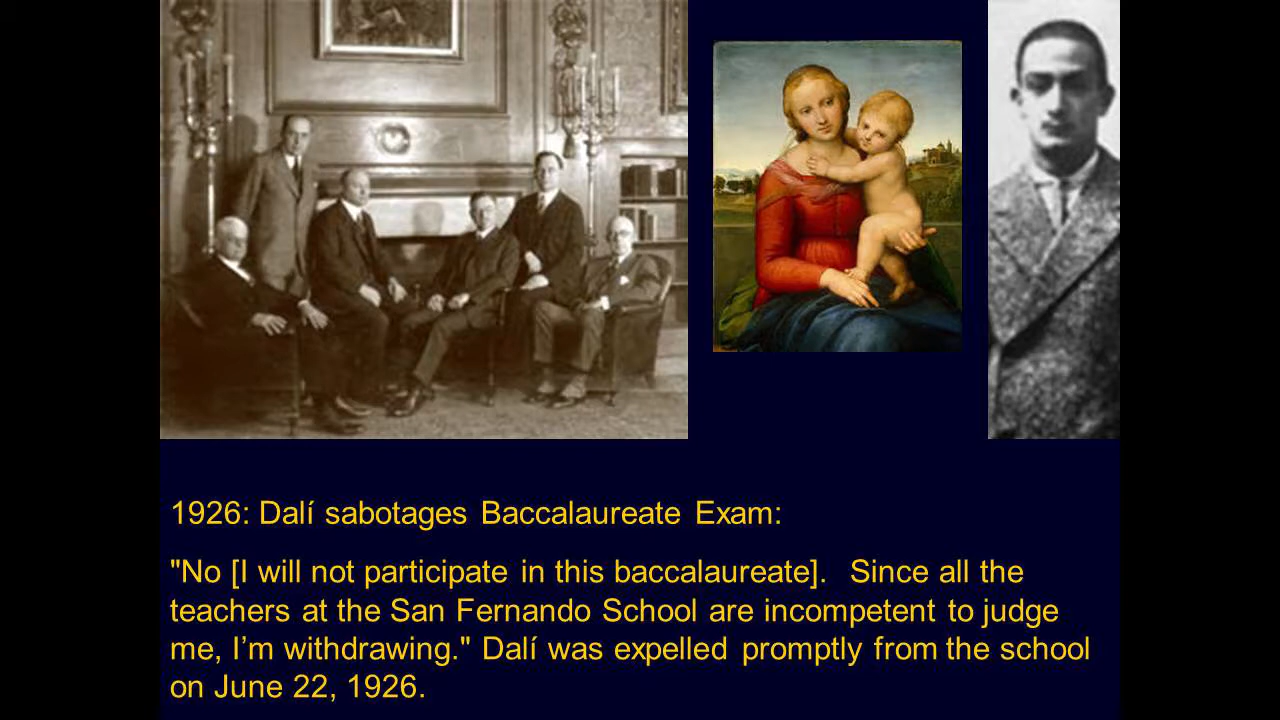 1926: Dalí sabotages Baccalaureate Exam:
"No [I will not participate in this baccalaureate].  Since all the
teachers at the San Fernando School are incompetent to judge
me, I’m withdrawing." Dalí was expelled promptly from the school
on June 22, 1926.